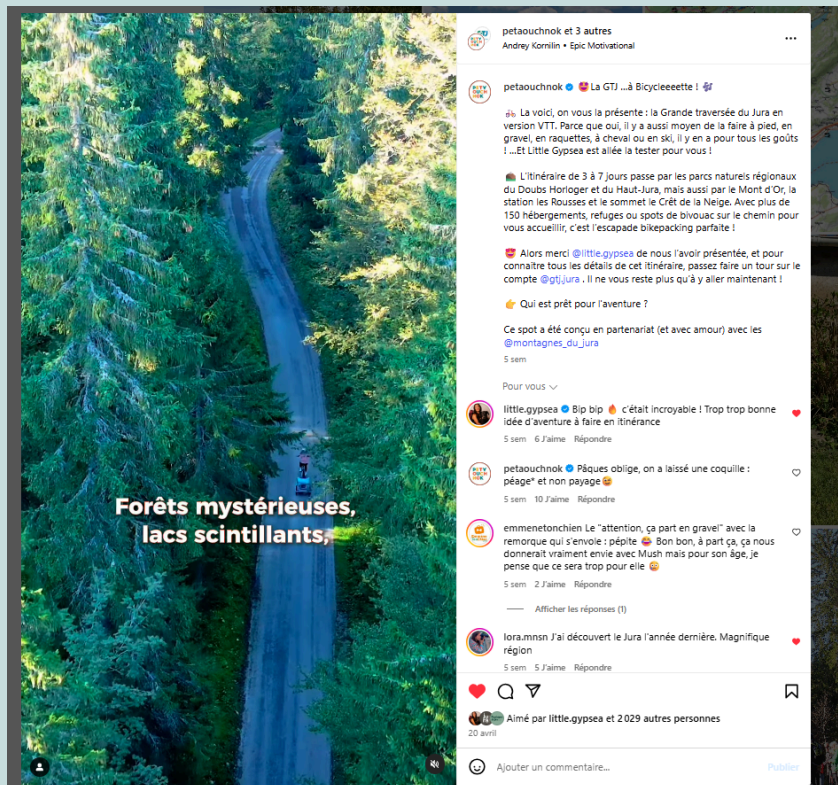 petaouchnok et 3 autres
Andrey Kornilin • Epic Motivational
petaouchnok 🤩La GTJ ...à Bicycleeeette ! 🎶
🚲 La voici, on vous la présente : la Grande traversée du Jura en
version VTT. Parce que oui, il y a aussi moyen de la faire à pied, en
gravel, en raquettes, à cheval ou en ski, il y en a pour tous les goûts
! ...Et Little Gypsea est allée la tester pour vous !
L'itinéraire de 3 à 7 jours passe par les parcs naturels régionaux
du Doubs Horloger et du Haut-Jura, mais aussi par le Mont d'Or, la
station les Rousses et le sommet le Crêt de la Neige. Avec plus de
150 hébergements, refuges ou spots de bivouac sur le chemin pour
vous accueillir, c'est l'escapade bikepacking parfaite !
🤩 Alors merci @little.gypsea de nous l'avoir présentée, et pour
connaître tous les détails de cet itinéraire, passez faire un tour sur le
compte @gtj.jura . Il ne vous reste plus qu'à y aller maintenant !
👉 Qui est prêt pour l'aventure ?
Ce spot a été conçu en partenariat (et avec amour) avec les
@montagnes_du_jura
5 sem
Pour vous
little.gypsea Bip bip 🔥 c'était incroyable ! Trop trop bonne
idée d'aventure à faire en itinérance
5 sem 6 J'aime Répondre
petaouchnok Pâques oblige, on a laissé une coquille :
péage* et non payage😅
5 sem 10 J'aime Répondre
emmenetonchien Le "attention, ça part en gravel" avec la
remorque qui s'envole : pépite 😂 Bon bon, à part ça, ça nous
donnerait vraiment envie avec Mush mais pour son âge, je
pense que ce sera trop pour elle 😜
5 sem 2 J'aime Répondre
Afficher les réponses (1)
lora.mnsn J'ai découvert le Jura l'année dernière. Magnifique
région
5 sem 5 J'aime Répondre
Aimé par little.gypsea et 2 029 autres personnes
20 avril
Ajouter un commentaire...
Publier
Forêts mystérieuses,
lacs scintillants,